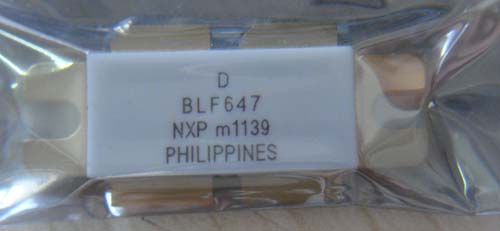 D
BLF647
NXP m1139
PHILIPPINES